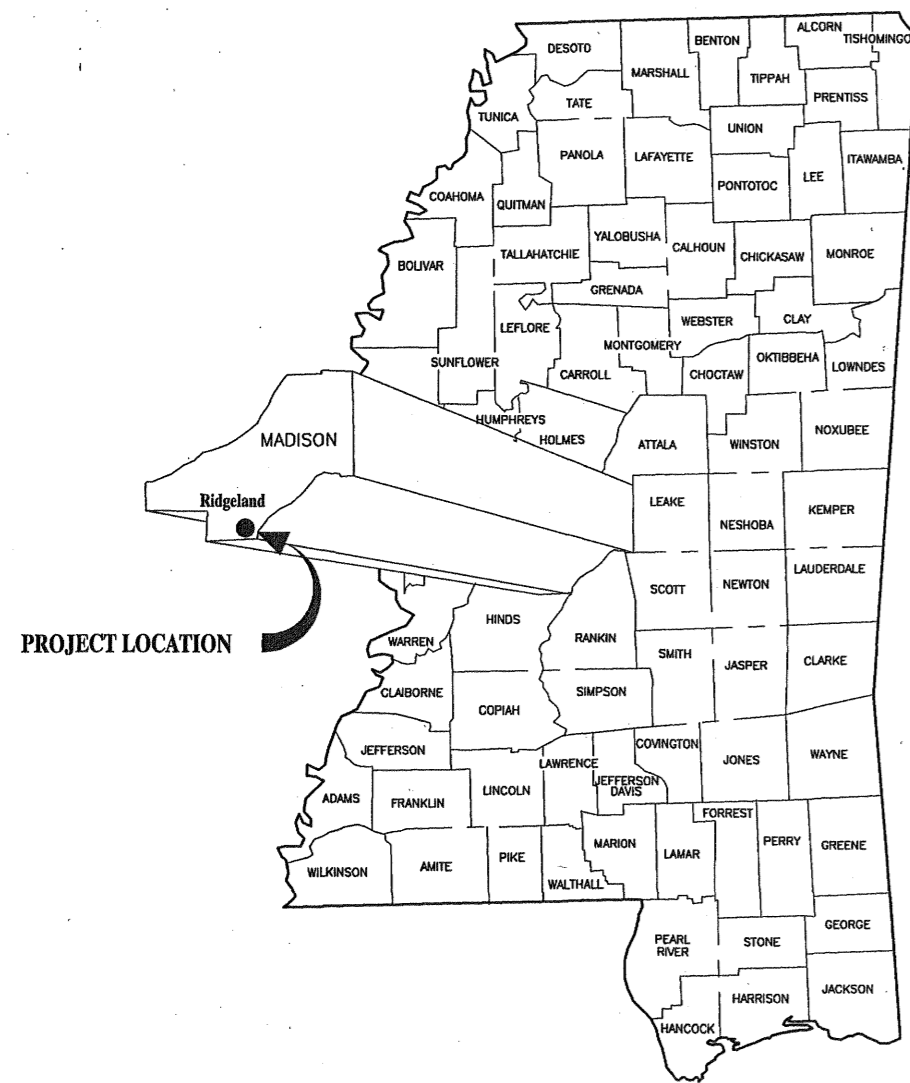 ALCORN
TISHOMINGO
BENTON
DESOTO
MARSHALL
TIPPAH
PRENTISS
TATE
TUNICA
UNION
PANOLA
LAFAYETTE
ITAWAMBA
LEE
PONTOTOC
COAHOMA
QUITMAN
YALOBUSHA
CALHOUN
TALLAHATCHIE
CHICKASAW
MONROE
BOLIVAR
GRENADA
WEBSTER
CLAY
LEFLORE
MONTGOMERY
OKTIBBEHA
SUNFLOWER
CARROLL
CHOCTAW
LOWNDES
HUMPHREYS
HOLMES
ATTALA
WINSTON
NOXUBEE
MADISON
Ridgeland
LEAKE
NESHOBA
KEMPER
SCOTT
NEWTON
LAUDERDALE
PROJECT LOCATION
WARREN
HINDS
RANKIN
SMITH
JASPER
CLARKE
CLAIBORNE
SIMPSON
COPIAH
JEFFERSON
COVINGTON
LAWRENCE
JONES
WAYNE
JEFFERSON
DAVIS
LINCOLN
ADAMS
FRANKLIN
FORREST
PERRY
GREENE
MARION
LAMAR
WILKINSON
AMITE
PIKE
WALTHALL
GEORGE
PEARL
RIVER
STONE
JACKSON
HARRISON
HANCOCK